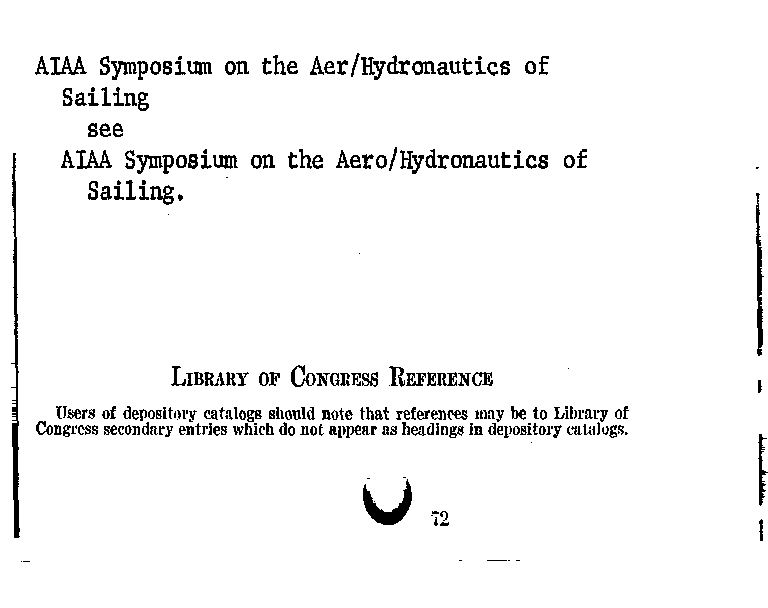 AIAA Symposium on the Aer/Hydronautics of
Sailing
see
AIAA Symposium on the Aero/Hydronautics of
Sailing.
LIBRARY OF CONGRESS REFERENCE
Users of depository catalogs should note that references may be to Library of
Congress secondary entries which do not appear as headings in depository catalogs.
72